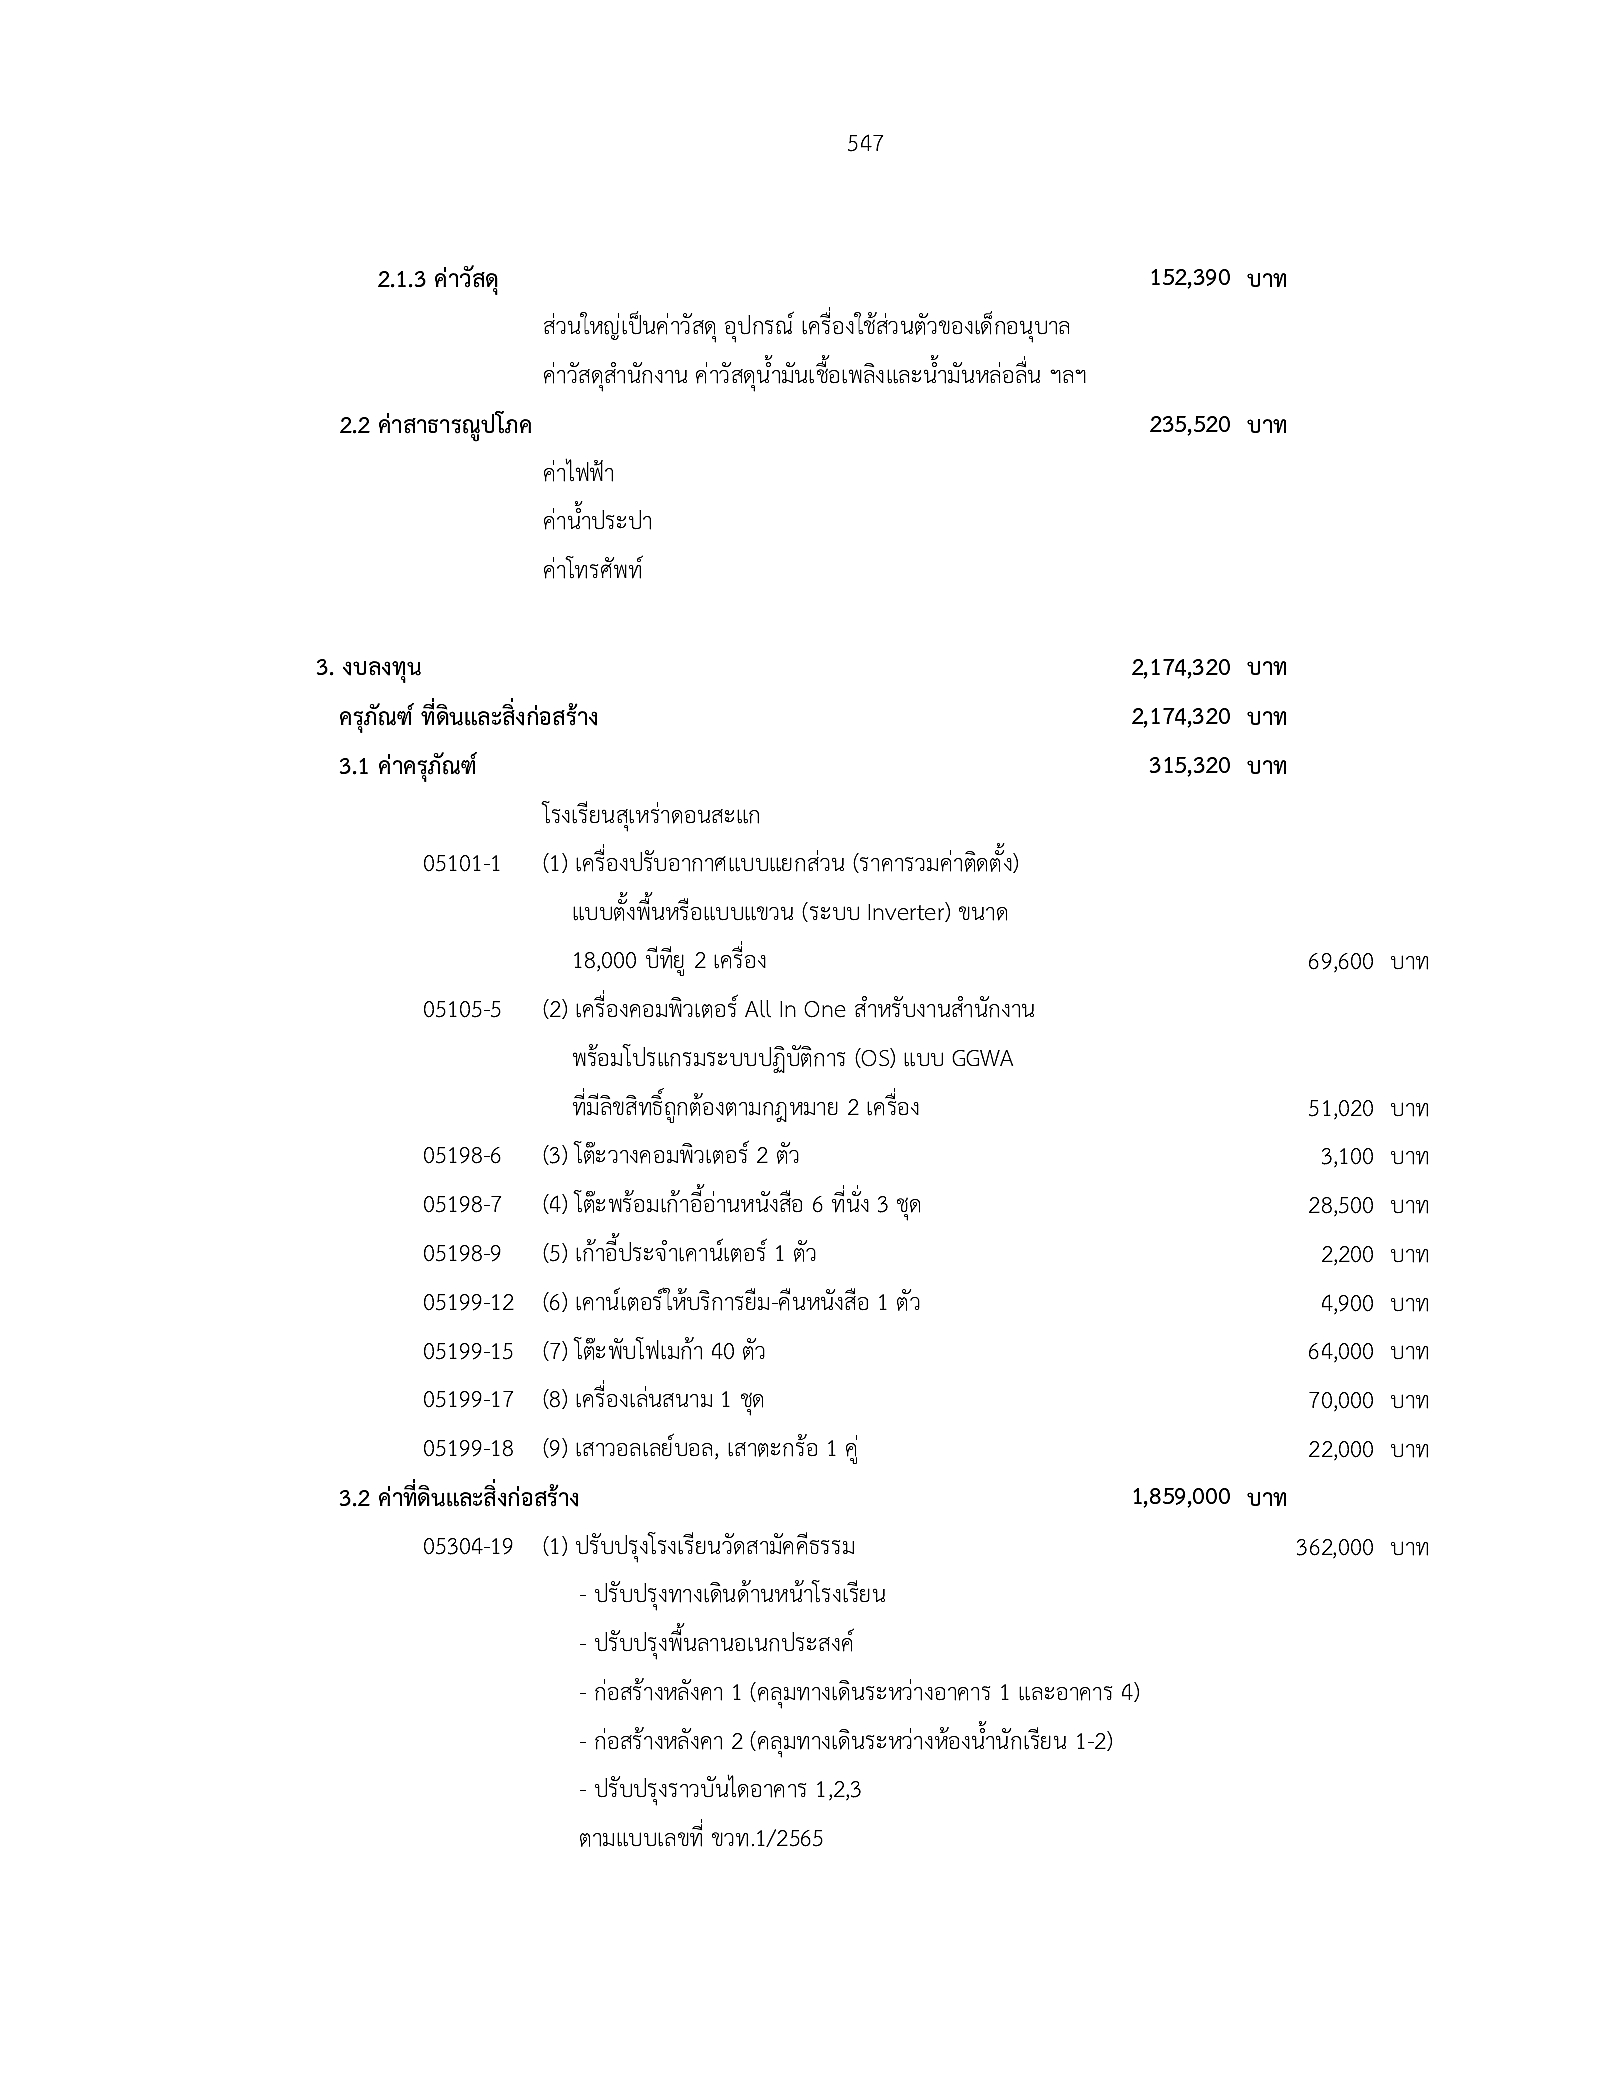 547
2.1.3 ค่าวัสดุ 152,390 บาท
ส่วนใหญ่เป็นค่าวัสดุ อุปกรณ์ เครื่องใช้ส่วนตัวของเด็กอนุบาล
ค่าวัสดุสำนักงาน ค่าวัสดุน้ำมันเชื้อเพลิงและน้ำมันหล่อลื่น ฯลฯ
2.2 ค่าสาธารณูปโภค 235,520 บาท
ค่าไฟฟ้า
ค่าน้ำประปา
ค่าโทรศัพท์
3. งบลงทุน 2,174,320 บาท
ครุภัณฑ์ ที่ดินและสิ่งก่อสร้าง 2,174,320 บาท
3.1 ค่าครุภัณฑ์ 315,320 บาท
โรงเรียนสุเหร่าดอนสะแก
05101-1 (1) เครื่องปรับอากาศแบบแยกส่วน (ราคารวมค่าติดตั้ง)
แบบตั้งพื้นหรือแบบแขวน (ระบบ Inverter) ขนาด
18,000 บีทียู 2 เครื่อง 69,600 บาท
05105-5 (2) เครื่องคอมพิวเตอร์ All In One สำหรับงานสำนักงาน
พร้อมโปรแกรมระบบปฏิบัติการ (OS) แบบ GGWA
ที่มีลิขสิทธิ์ถูกต้องตามกฎหมาย 2 เครื่อง 51,020 บาท
05198-6 (3) โต๊ะวางคอมพิวเตอร์ 2 ตัว 3,100 บาท
05198-7 (4) โต๊ะพร้อมเก้าอี้อ่านหนังสือ 6 ที่นั่ง 3 ชุด 28,500 บาท
05198-9 (5) เก้าอี้ประจำเคาน์เตอร์ 1 ตัว 2,200 บาท
05199-12 (6) เคาน์เตอร์ให้บริการยืม-คืนหนังสือ 1 ตัว 4,900 บาท
05199-15 (7) โต๊ะพับโฟเมก้า 40 ตัว 64,000 บาท
05199-17 (8) เครื่องเล่นสนาม 1 ชุด 70,000 บาท
05199-18 (9) เสาวอลเลย์บอล, เสาตะกร้อ 1 คู่ 22,000 บาท
3.2 ค่าที่ดินและสิ่งก่อสร้าง 1,859,000 บาท
05304-19 (1) ปรับปรุงโรงเรียนวัดสามัคคีธรรม 362,000 บาท
- ปรับปรุงทางเดินด้านหน้าโรงเรียน
- ปรับปรุงพื้นลานอเนกประสงค์
- ก่อสร้างหลังคา 1 (คลุมทางเดินระหว่างอาคาร 1 และอาคาร 4)
- ก่อสร้างหลังคา 2 (คลุมทางเดินระหว่างห้องน้ำนักเรียน 1-2)
- ปรับปรุงราวบันไดอาคาร 1,2,3
ตามแบบเลขที่ ขวท.1/2565